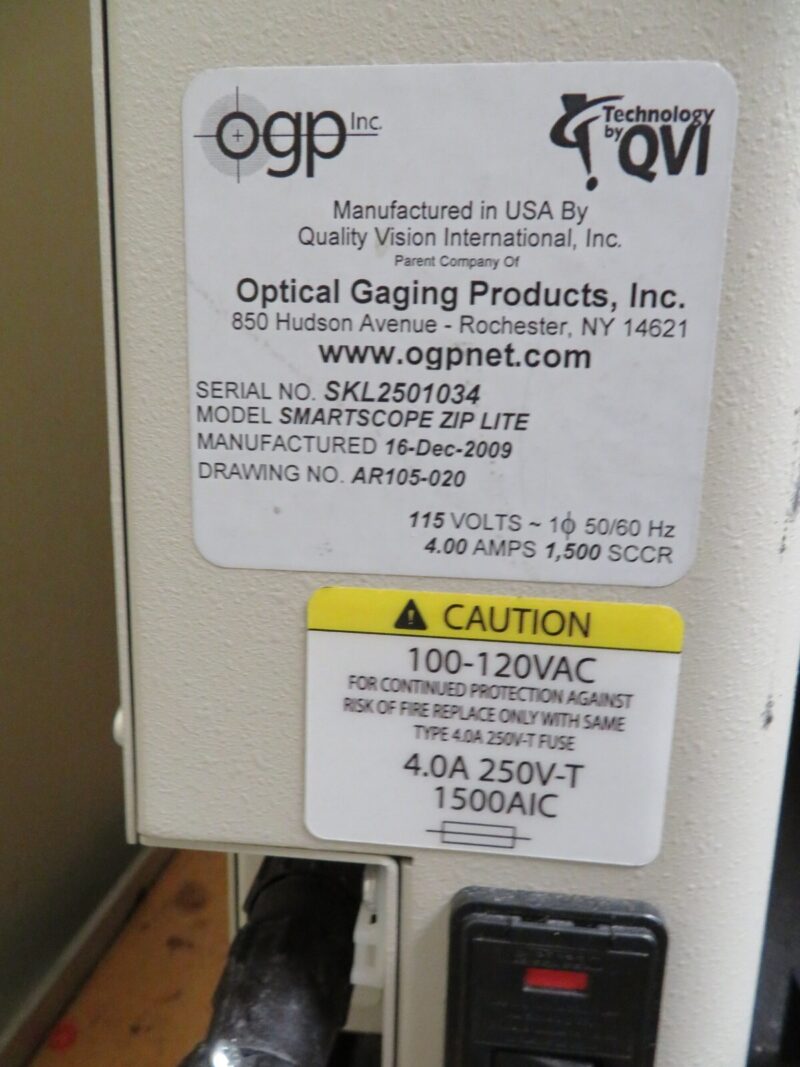 ogp Inc.
Technology
by QVI
Manufactured in USA By
Quality Vision International, Inc.
Parent Company Of
Optical Gaging Products, Inc.
850 Hudson Avenue - Rochester, NY 14621
www.ogpnet.com
SERIAL NO. SKL2501034
MODEL SMARTSCOPE ZIP LITE
MANUFACTURED 16-Dec-2009
DRAWING NO. AR105-020
115 VOLTS ~ 1ϕ 50/60 Hz
4.00 AMPS 1,500 SCCR
CAUTION
100-120VAC
FOR CONTINUED PROTECTION AGAINST
RISK OF FIRE REPLACE ONLY WITH SAME
TYPE 4.0A 250V-T FUSE
4.0A 250V-T
1500AIC